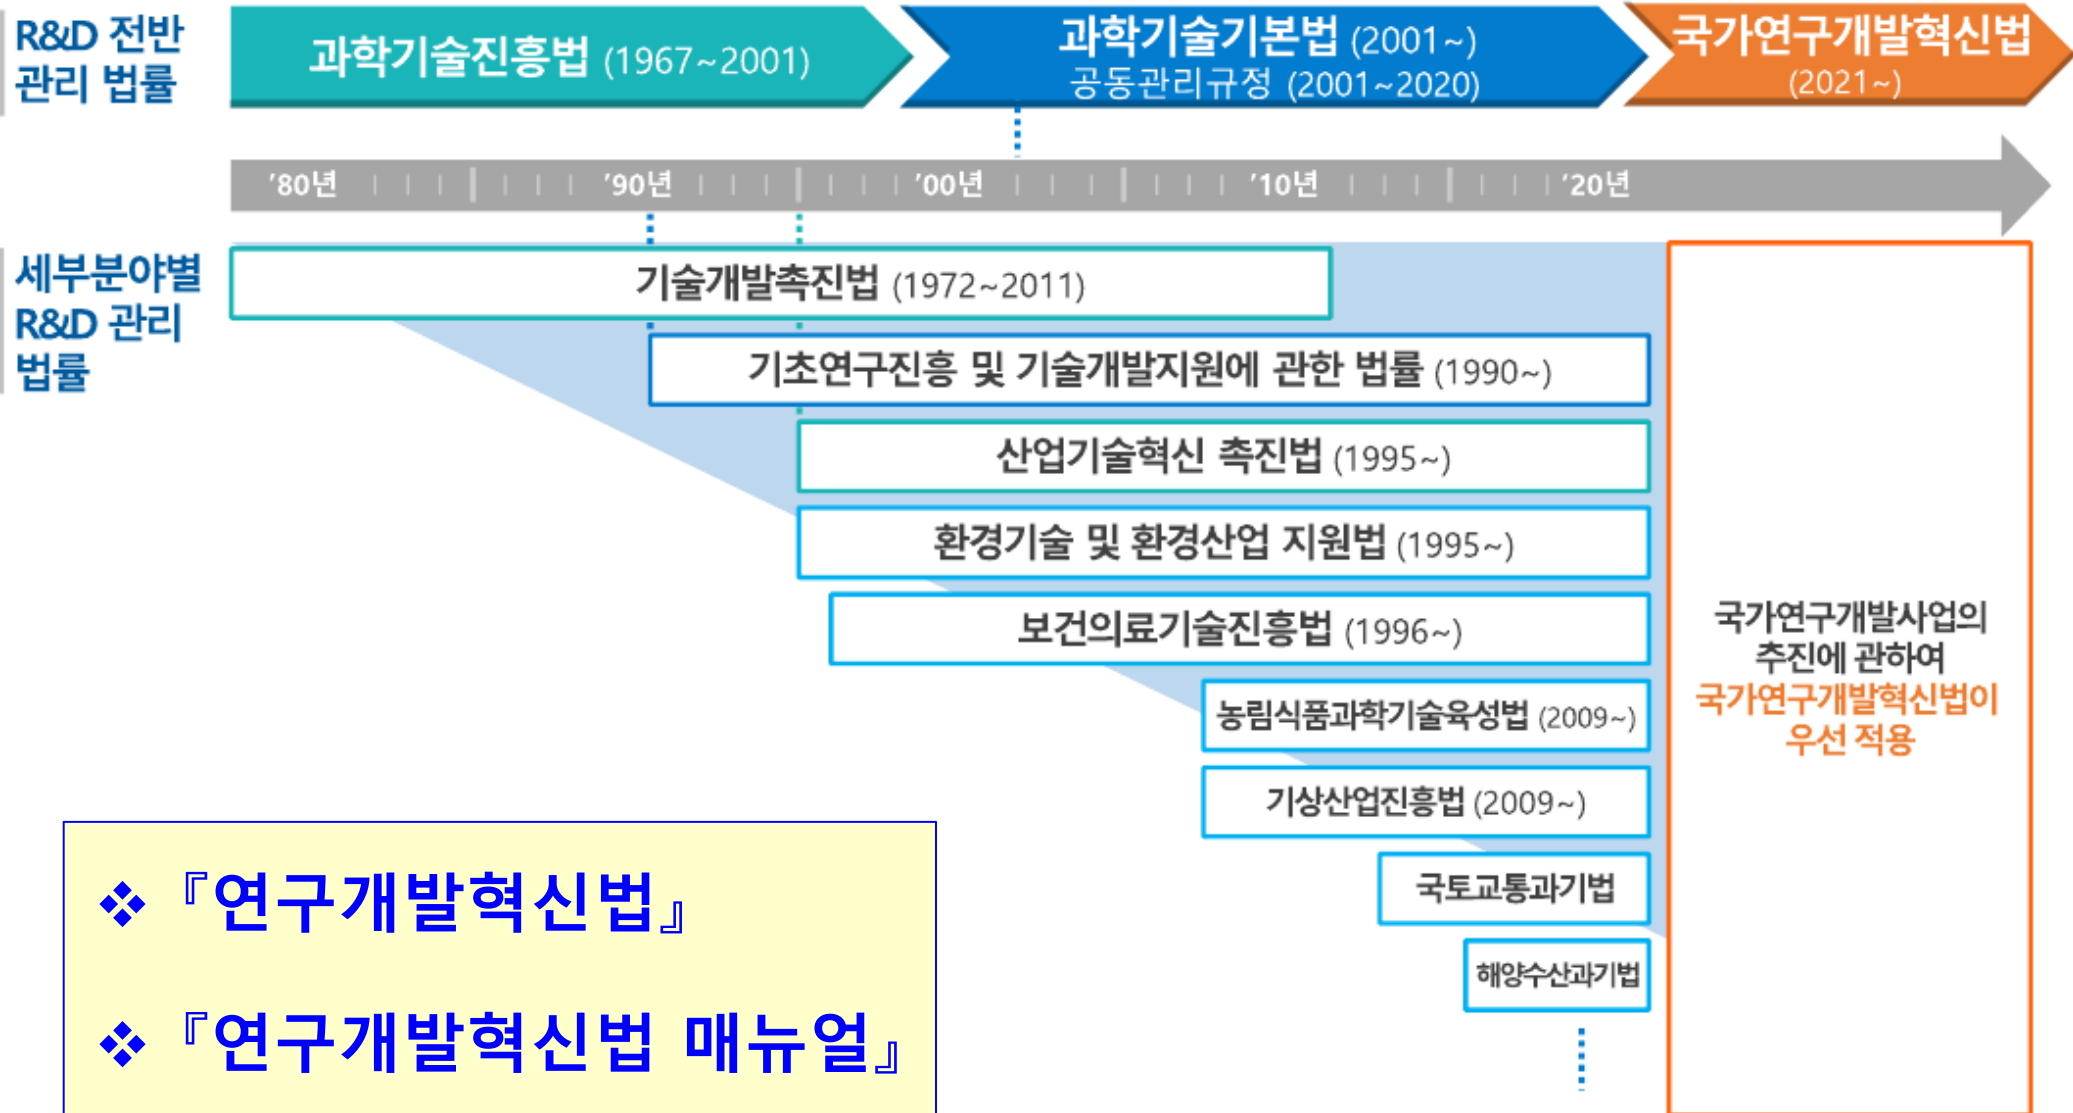 R&D 전반
관리 법률
과학기술진흥법 (1967~2001)
과학기술기본법 (2001~)
공동관리규정 (2001~2020)
국가연구개발혁신법
(2021~)
'80년 '90년 '00년 '10년 '20년
세부분야별
R&D 관리
법률
기술개발촉진법 (1972~2011)
기초연구진흥 및 기술개발지원에 관한 법률 (1990~)
산업기술혁신 촉진법 (1995~)
환경기술 및 환경산업 지원법 (1995~)
보건의료기술진흥법 (1996~)
농림식품과학기술육성법 (2009~)
기상산업진흥법 (2009~)
국토교통과기법
해양수산과기법
국가연구개발사업의
추진에 관하여
국가연구개발혁신법이
우선 적용
❖『연구개발혁신법』
❖『연구개발혁신법 매뉴얼』